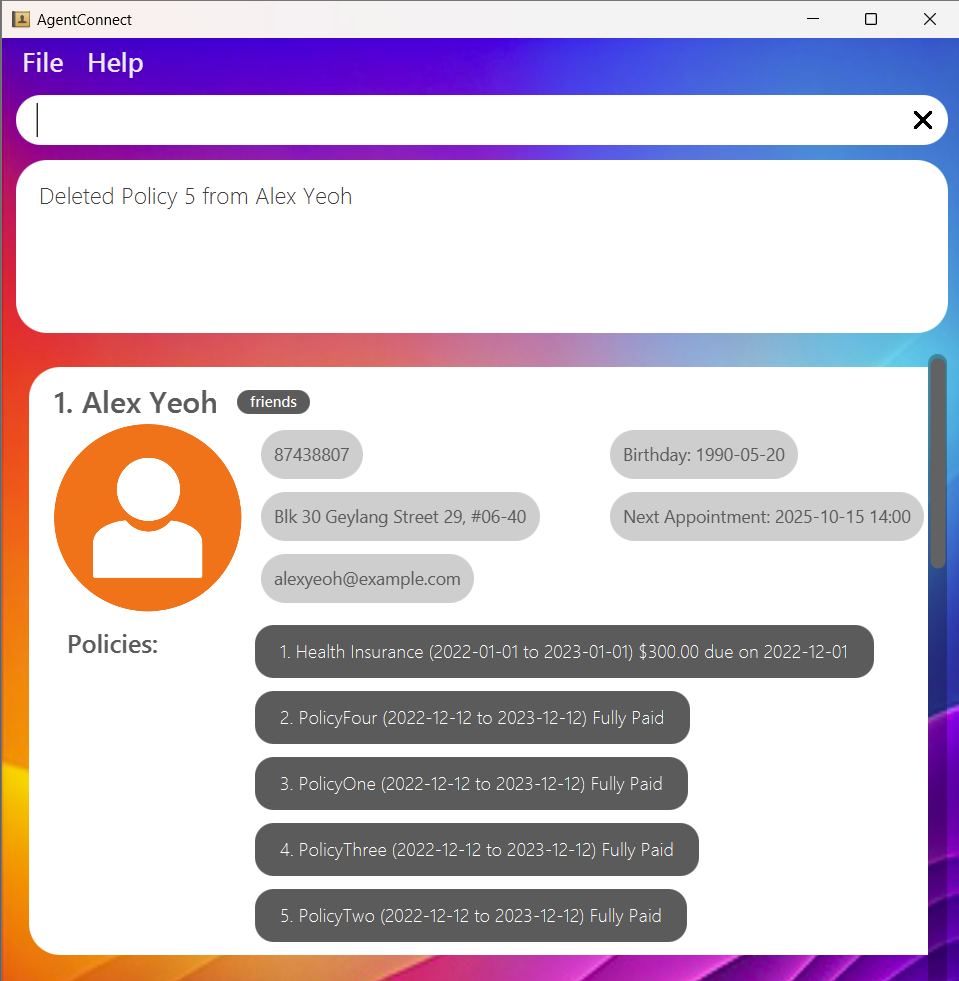 AgentConnect
File Help
Deleted Policy 5 from Alex Yeoh
1. Alex Yeoh friends
87438807 Birthday: 1990-05-20
Blk 30 Geylang Street 29, #06-40 Next Appointment: 2025-10-15 14:00
alexyeoh@example.com
Policies: 1. Health Insurance (2022-01-01 to 2023-01-01) $300.00 due on 2022-12-01
2. PolicyFour (2022-12-12 to 2023-12-12) Fully Paid
3. PolicyOne (2022-12-12 to 2023-12-12) Fully Paid
4. PolicyThree (2022-12-12 to 2023-12-12) Fully Paid
5. PolicyTwo (2022-12-12 to 2023-12-12) Fully Paid